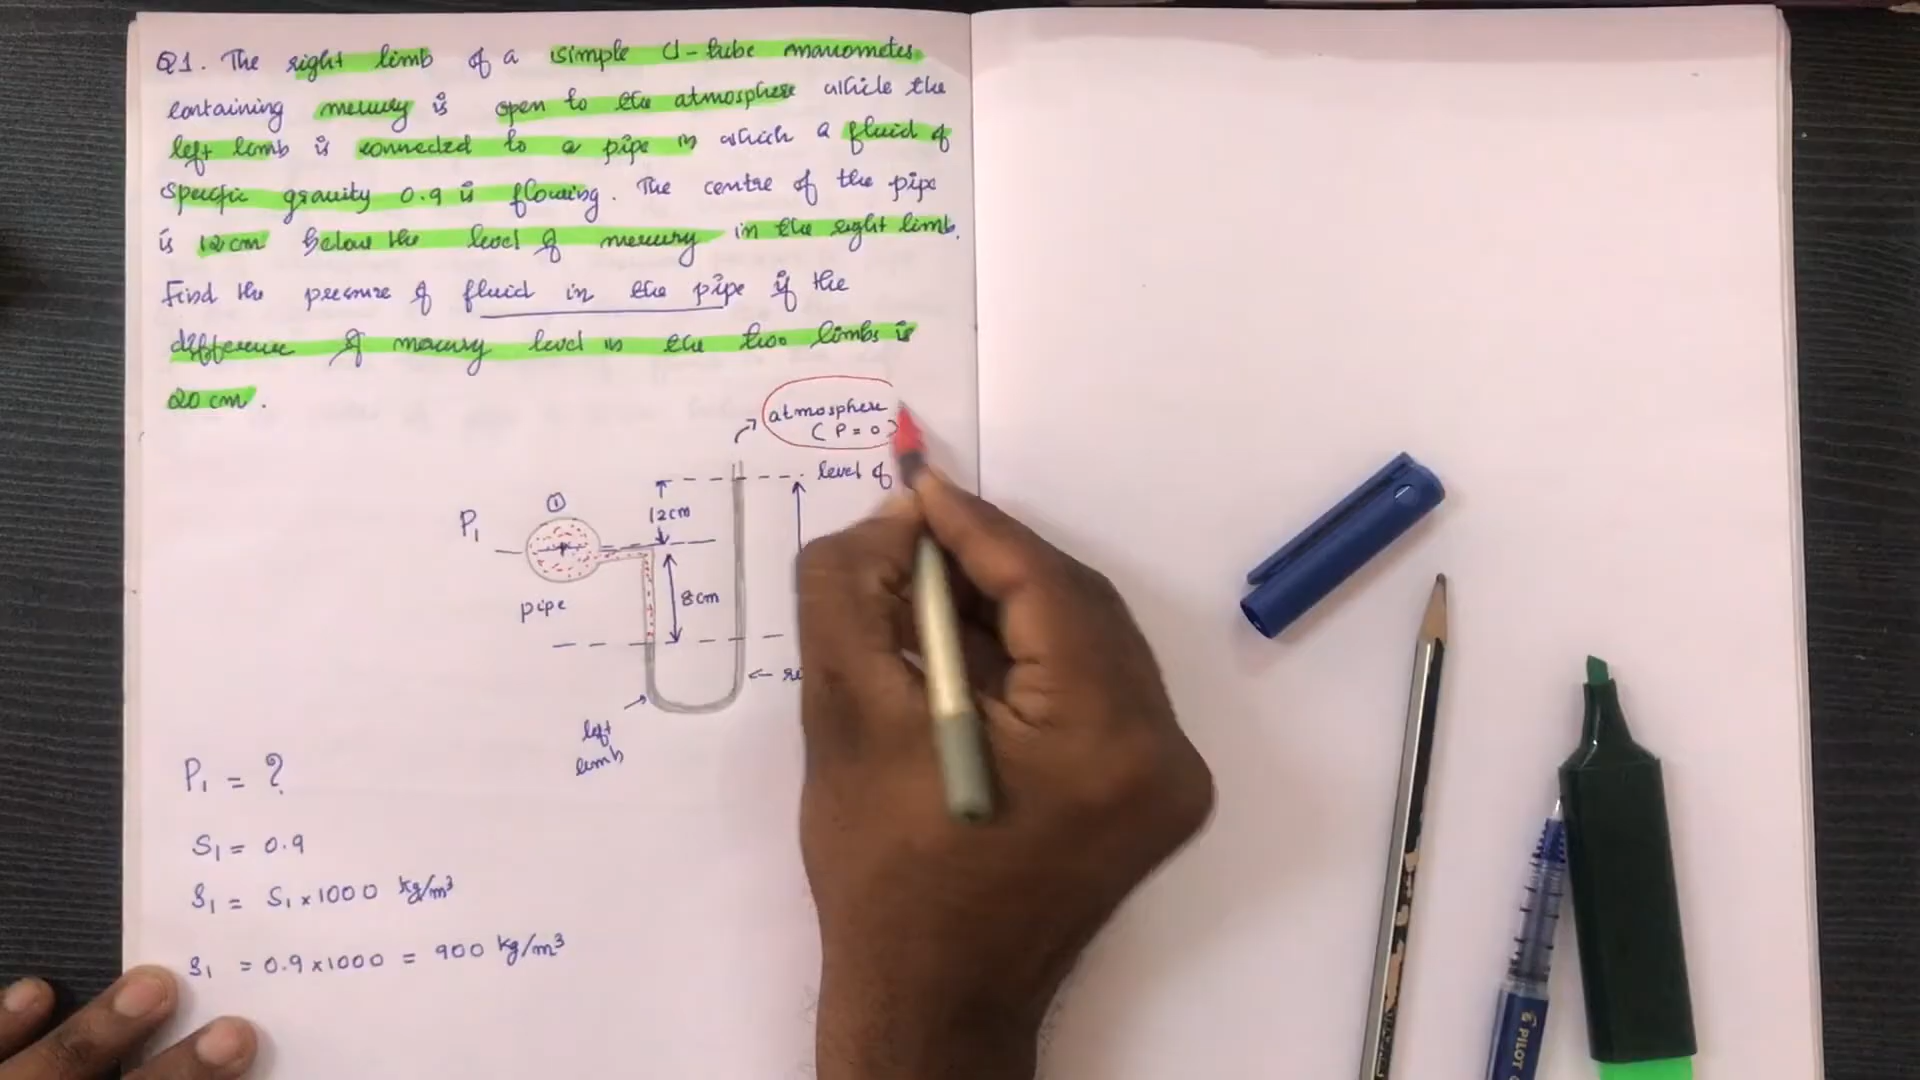 Q1. The right limb of a simple U-tube manometer
containing mercury is open to the atmosphere while the
left limb is connected to a pipe in which a fluid of
specific gravity 0.9 is flowing. The centre of the pipe
is 12cm below the level of mercury in the right limb.
Find the pressure of fluid in the pipe if the
difference of mercury level in the two limbs is
20 cm.
atmosphere
(P = 0)
level of
①
12cm
P₁
8cm
pipe
left
limb
P₁ = ?
S₁ = 0.9
ρ₁ = S₁ × 1000 kg/m³
ρ₁ = 0.9 × 1000 = 900 kg/m³
PILOT